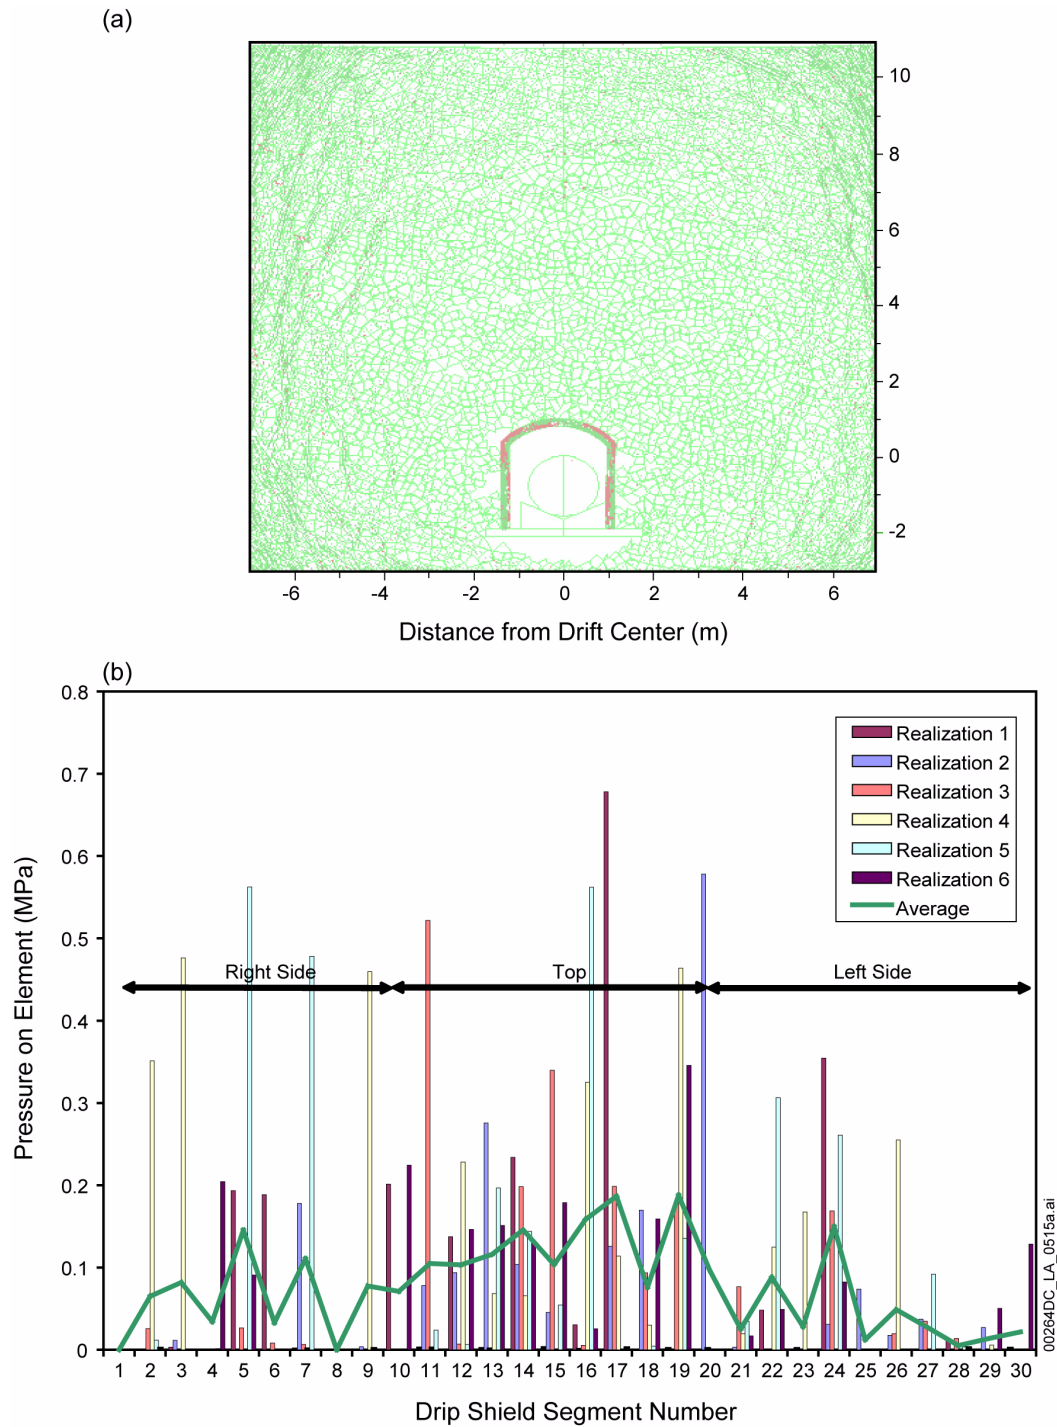 (a)
10
8
6
4
2
0
-2
-6 -4 -2 0 2 4 6
Distance from Drift Center (m)
(b)
0.8
0.7
0.6
0.5
0.4
0.3
0.2
0.1
0
Pressure on Element (MPa)
Realization 1
Realization 2
Realization 3
Realization 4
Realization 5
Realization 6
Average
Right Side Top Left Side
1 2 3 4 5 6 7 8 9 10 11 12 13 14 15 16 17 18 19 20 21 22 23 24 25 26 27 28 29 30
Drip Shield Segment Number
00264DC_LA_0515a.ai